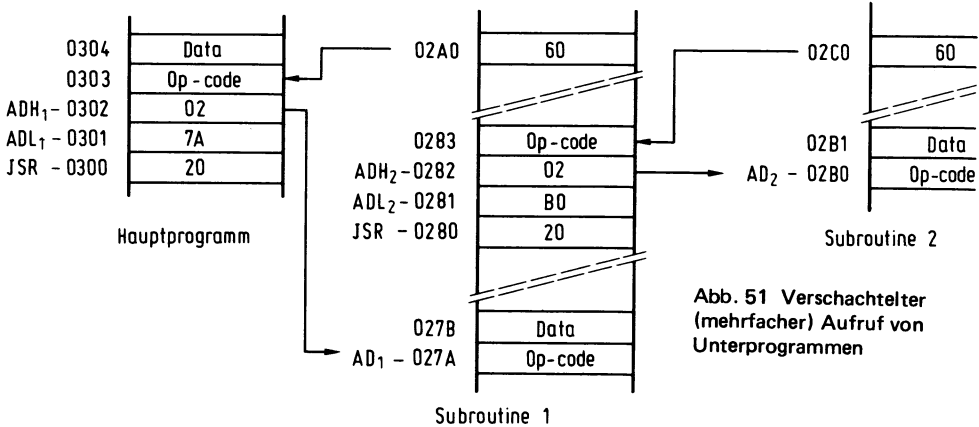 0304 Data
0303 Op-code
ADH1-0302 02
ADL1-0301 7A
JSR -0300 20
Hauptprogramm
02A0 60
0283 Op-code
ADH2-0282 02
ADL2-0281 B0
JSR -0280 20
027B Data
AD1 - 027A Op-code
Subroutine 1
02C0 60
02B1 Data
AD2 - 02B0 Op-code
Subroutine 2
Abb. 51 Verschachtelter
(mehrfacher) Aufruf von
Unterprogrammen